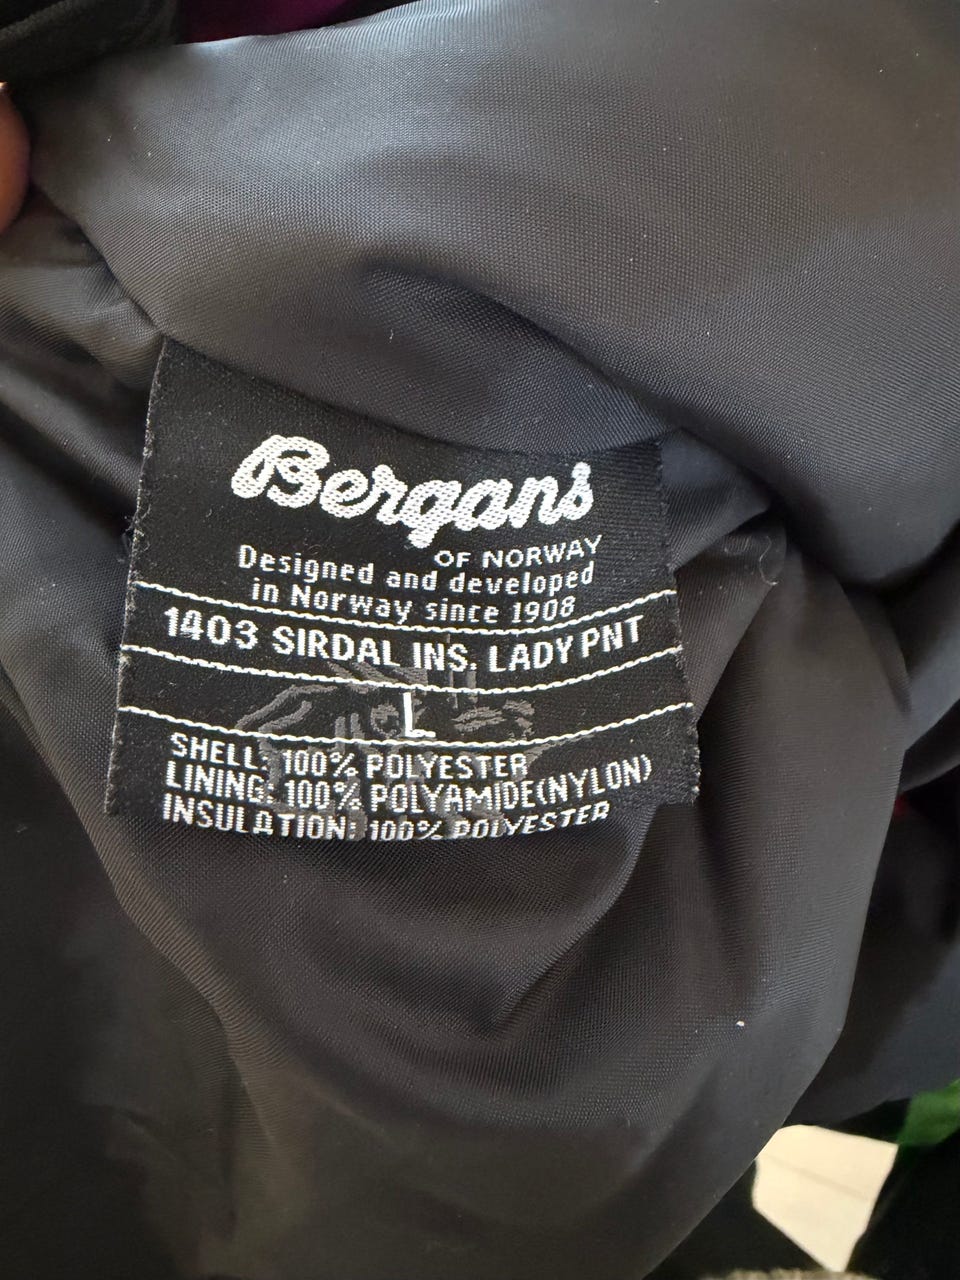 Bergans
OF NORWAY
Designed and developed
in Norway since 1908
1403 SIRDAL INS. LADY PNT
L
SHELL: 100% POLYESTER
LINING: 100% POLYAMIDE(NYLON)
INSULATION: 100% POLYESTER